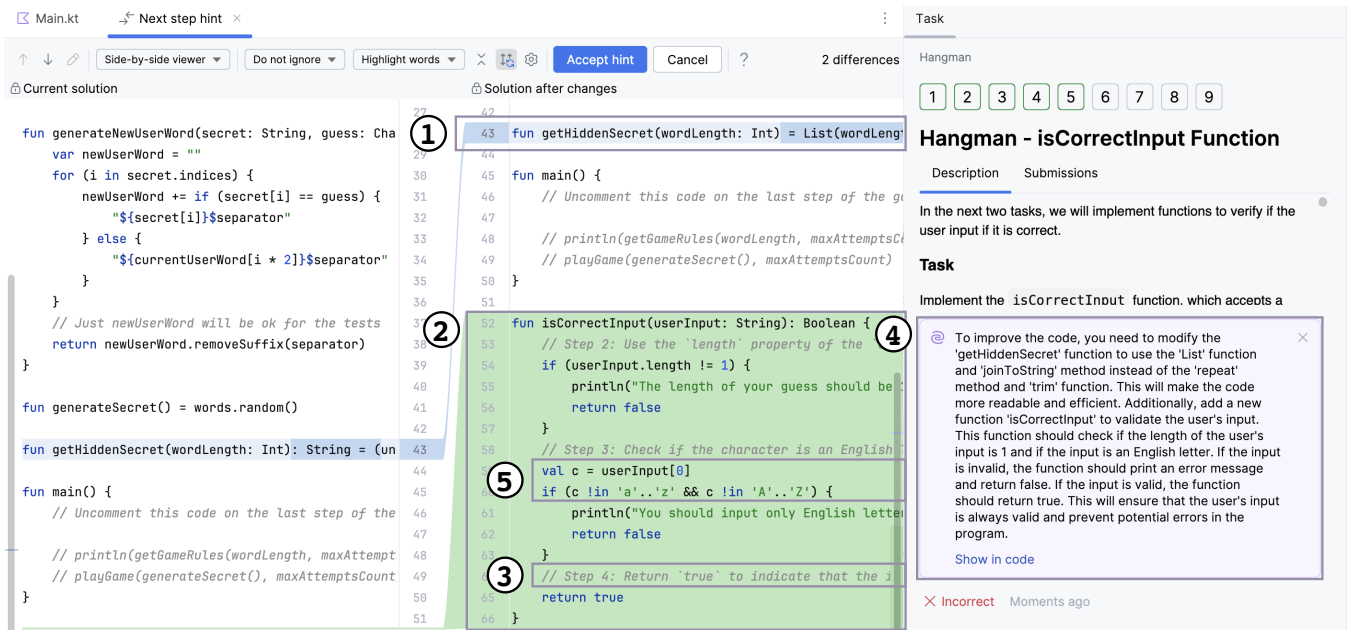 Main.kt
Next step hint
Task
Side-by-side viewer
Do not ignore
Highlight words
Accept hint
Cancel
?
2 differences
Current solution
Solution after changes
27
fun generateNewUserWord(secret: String, guess: Cha
var newUserWord = ""
29
for (i in secret.indices) {
30
newUserWord += if (secret[i] == guess) {
31
"${secret[i]}$separator"
32
} else {
33
"${currentUserWord[i * 2]}$separator"
34
}
35
}
36
// Just newUserWord will be ok for the tests
return newUserWord.removeSuffix(separator)
38
}
39
40
fun generateSecret() = words.random()
41
42
fun getHiddenSecret(wordLength: Int): String = (un
43
44
fun main() {
45
// Uncomment this code on the last step of the
46
47
// println(getGameRules(wordLength, maxAttempt
48
// playGame(generateSecret(), maxAttemptsCount
49
}
50
51
①
②
③
④
⑤
42
43 fun getHiddenSecret(wordLength: Int) = List(wordLengt
44
45 fun main() {
46 // Uncomment this code on the last step of the ga
47
48 // println(getGameRules(wordLength, maxAttemptsC
49 // playGame(generateSecret(), maxAttemptsCount)
50 }
51
52 fun isCorrectInput(userInput: String): Boolean {
53 // Step 2: Use the `length` property of the
54 if (userInput.length != 1) {
55 println("The length of your guess should be
56 return false
57 }
58 // Step 3: Check if the character is an English
val c = userInput[0]
if (c !in 'a'..'z' && c !in 'A'..'Z') {
61 println("You should input only English letter
62 return false
63 }
// Step 4: Return `true` to indicate that the i
65 return true
66 }
Hangman
1 2 3 4 5 6 7 8 9
Hangman - isCorrectInput Function
Description
Submissions
In the next two tasks, we will implement functions to verify if the
user input if it is correct.
Task
Implement the isCorrectInput function, which accepts a
To improve the code, you need to modify the
'getHiddenSecret' function to use the 'List' function
and 'joinToString' method instead of the 'repeat'
method and 'trim' function. This will make the code
more readable and efficient. Additionally, add a new
function 'isCorrectInput' to validate the user's input.
This function should check if the length of the user's
input is 1 and if the input is an English letter. If the input
is invalid, the function should print an error message
and return false. If the input is valid, the function
should return true. This will ensure that the user's input
is always valid and prevent potential errors in the
program.
Show in code
Incorrect
Moments ago